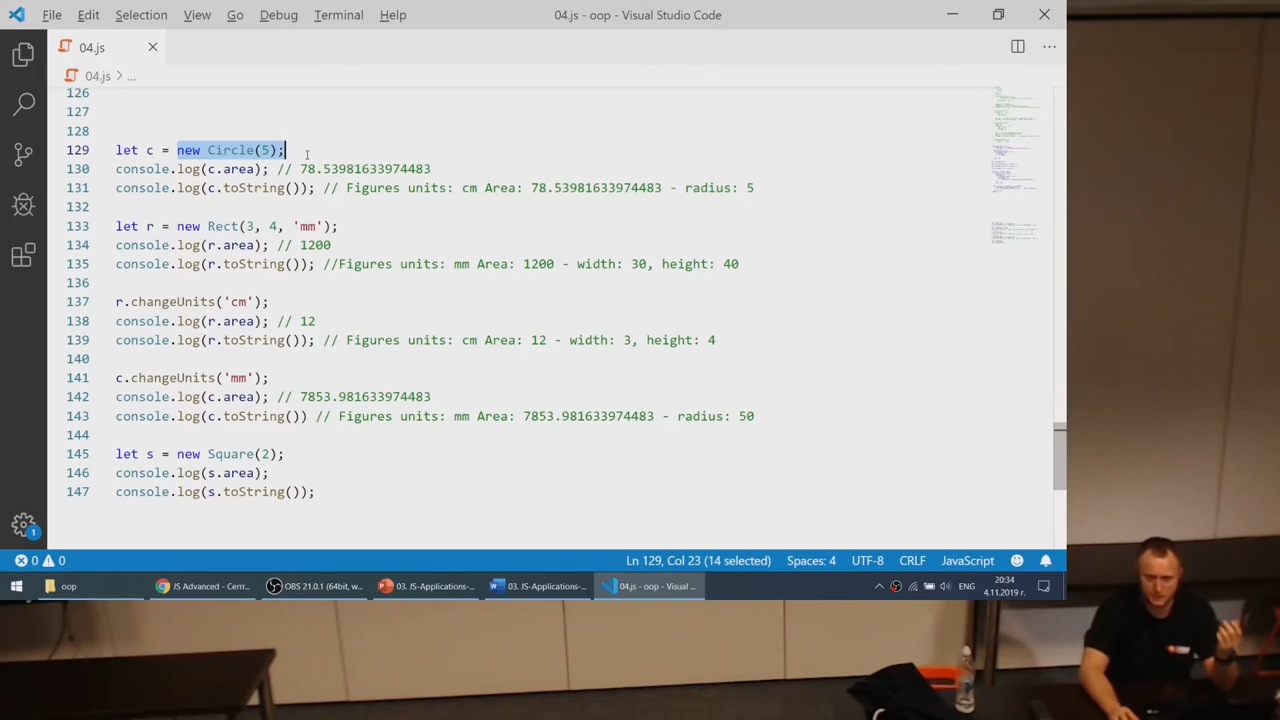 File Edit Selection View Go Debug Terminal Help 04.js - oop - Visual Studio Code
04.js
04.js > ...
126
127
128
129 let c = new Circle(5);
130 console.log(c.area); // 78.53981633974483
131 console.log(c.toString()); // Figures units: cm Area: 78.53981633974483 - radius: 5
132
133 let r = new Rect(3, 4, 'mm');
134 console.log(r.area); // 1200
135 console.log(r.toString()); //Figures units: mm Area: 1200 - width: 30, height: 40
136
137 r.changeUnits('cm');
138 console.log(r.area); // 12
139 console.log(r.toString()); // Figures units: cm Area: 12 - width: 3, height: 4
140
141 c.changeUnits('mm');
142 console.log(c.area); // 7853.981633974483
143 console.log(c.toString()) // Figures units: mm Area: 7853.981633974483 - radius: 50
144
145 let s = new Square(2);
146 console.log(s.area);
147 console.log(s.toString());
1
0 0 Ln 129, Col 23 (14 selected) Spaces: 4 UTF-8 CRLF JavaScript
oop JS Advanced - Септ... OBS 21.0.1 (64bit, w... 03. JS-Applications-... 03. JS-Applications-... 04.js - oop - Visual ... ЕНГ 20:34
4.11.2019 г.